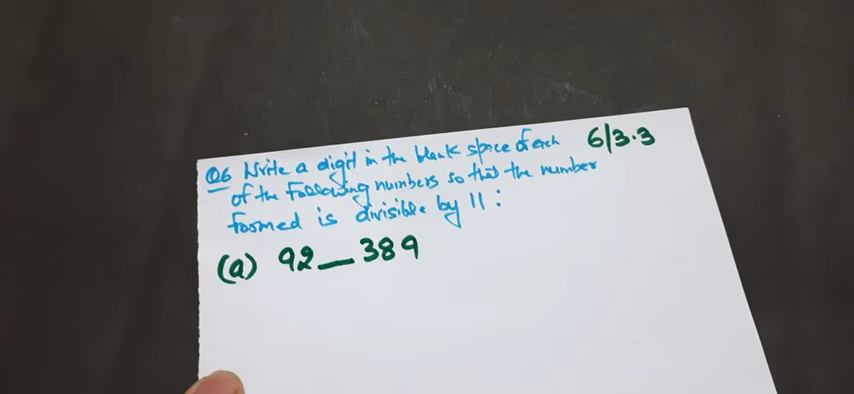 Q6 Write a digit in the blank space of each 6/3.3
of the following numbers so that the number
formed is divisible by 11 :
(a) 92_389